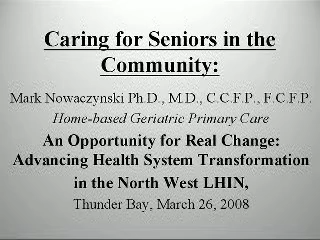 Caring for Seniors in the
Community:
Mark Nowaczynski Ph.D., M.D., C.C.F.P., F.C.F.P.
Home-based Geriatric Primary Care
An Opportunity for Real Change:
Advancing Health System Transformation
in the North West LHIN,
Thunder Bay, March 26, 2008